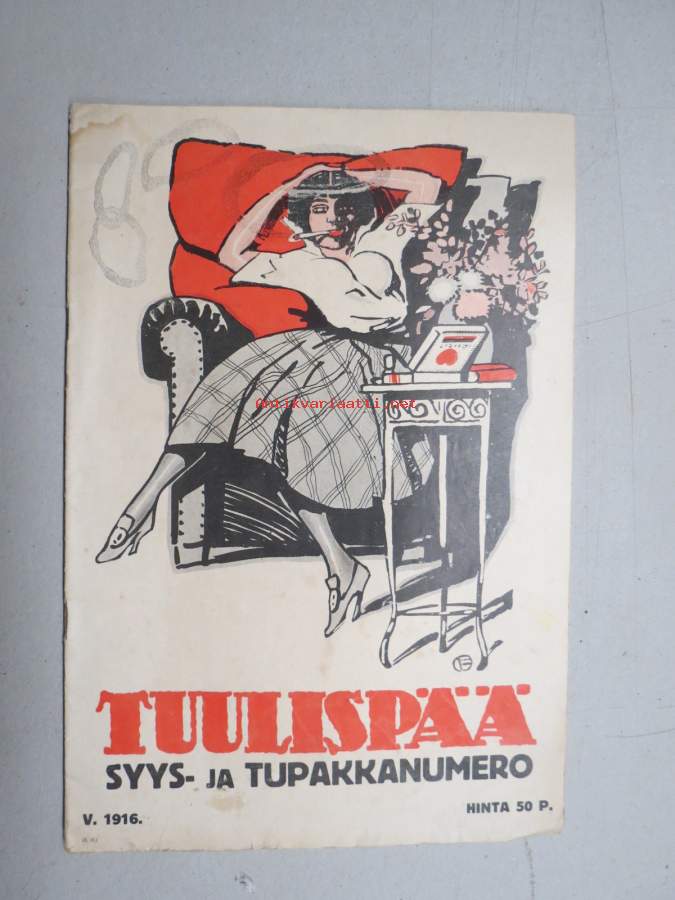 antikvariaatti.net
TUULISPÄÄ
SYYS- JA TUPAKKANUMERO
V. 1916.
HINTA 50 P.